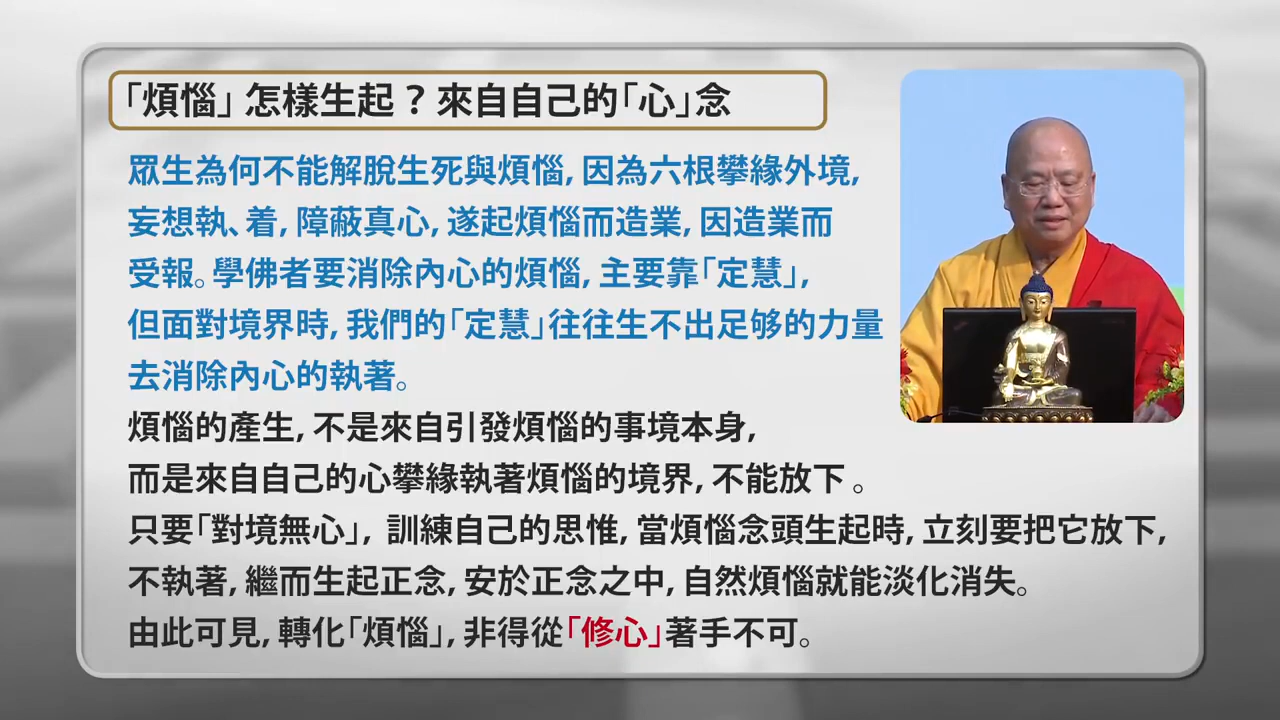 「煩惱」怎樣生起？來自自己的「心」念
眾生為何不能解脫生死與煩惱，因為六根攀緣外境，
妄想執、着，障蔽真心，遂起煩惱而造業，因造業而
受報。學佛者要消除內心的煩惱，主要靠「定慧」，
但面對境界時，我們的「定慧」往往生不出足够的力量
去消除內心的執著。
煩惱的產生，不是來自引發煩惱的事境本身，
而是來自自己的心攀緣執著煩惱的境界，不能放下。
只要「對境無心」，訓練自己的思惟，當煩惱念頭生起時，立刻要把它放下，
不執著，繼而生起正念，安於正念之中，自然煩惱就能淡化消失。
由此可見，轉化「煩惱」，非得從「修心」著手不可。